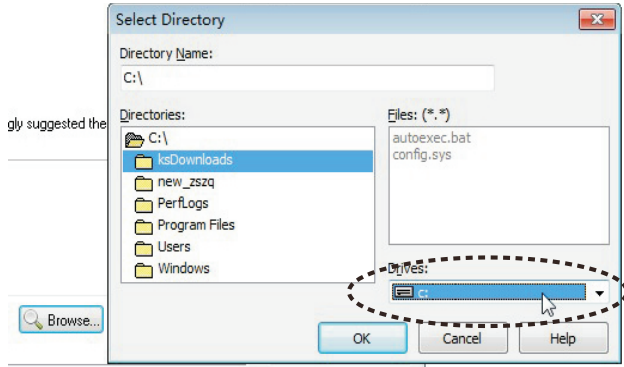 Select Directory
Directory Name:
C:\
gly suggested the
Directories:
C:\
ksDownloads
new_zszq
PerfLogs
Program Files
Users
Windows
Files: (*.*)
autoexec.bat
config.sys
Drives:
c:
Browse...
OK
Cancel
Help